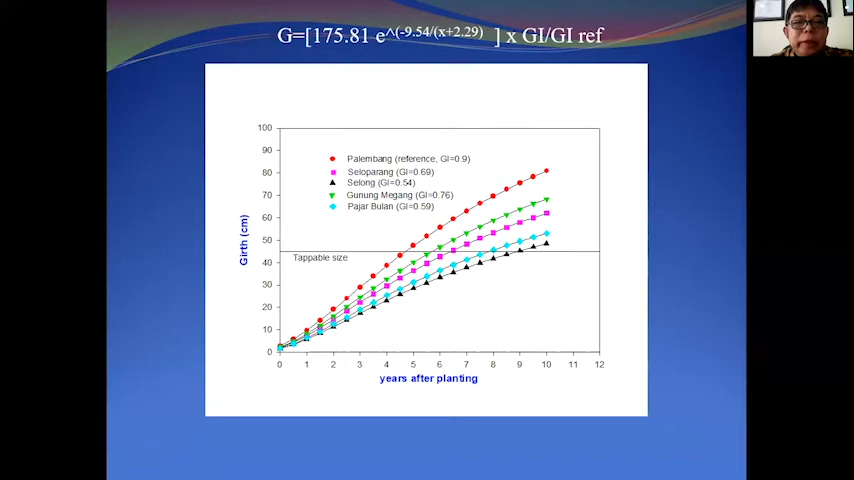 G=[175.81 e^(-9.54/(x+2.29) ] x GI/GI ref
100
90
80
70
60
50
40
30
20
10
0
Girth (cm)
Palembang (reference, GI=0.9)
Seloparang (GI=0.69)
Selong (GI=0.54)
Gunung Megang (GI=0.76)
Pajar Bulan (GI=0.59)
Tappable size
0 1 2 3 4 5 6 7 8 9 10 11 12
years after planting